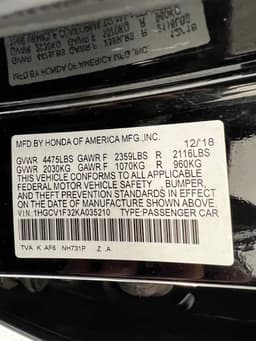 MFD.BY HONDA OF AMERICA MFG.,INC. 12/18
GVWR 4475LBS GAWR F 2359LBS R 2116LBS
GVWR 2030KG GAWR F 1070KG R 960KG
THIS VEHICLE CONFORMS TO ALL APPLICABLE
FEDERAL MOTOR VEHICLE SAFETY , BUMPER,
AND THEFT PREVENTION STANDARDS IN EFFECT
ON THE DATE OF MANUFACTURE SHOWN ABOVE.
V.I.N: 1HGCV1F32KA035210 TYPE:PASSENGER CAR
TVA K AF6 NH731P Z A